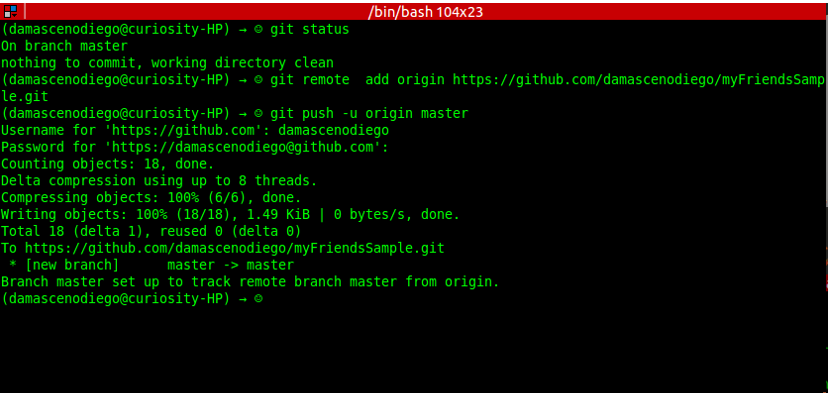 /bin/bash 104x23
(damascenodiego@curiosity-HP) → ☺ git status
On branch master
nothing to commit, working directory clean
(damascenodiego@curiosity-HP) → ☺ git remote  add origin https://github.com/damascenodiego/myFriendsSamp
le.git
(damascenodiego@curiosity-HP) → ☺ git push -u origin master
Username for 'https://github.com': damascenodiego
Password for 'https://damascenodiego@github.com':
Counting objects: 18, done.
Delta compression using up to 8 threads.
Compressing objects: 100% (6/6), done.
Writing objects: 100% (18/18), 1.49 KiB | 0 bytes/s, done.
Total 18 (delta 1), reused 0 (delta 0)
To https://github.com/damascenodiego/myFriendsSample.git
 * [new branch]      master -> master
Branch master set up to track remote branch master from origin.
(damascenodiego@curiosity-HP) → ☺